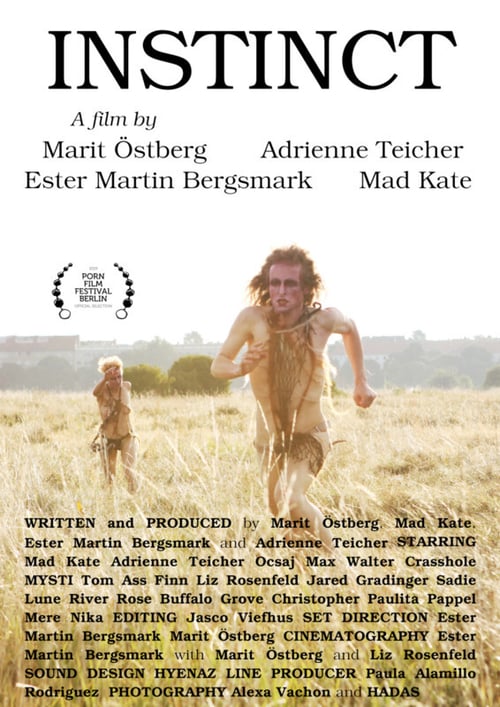 INSTINCT
A film by
Marit Östberg Adrienne Teicher
Ester Martin Bergsmark Mad Kate
PORN
FILM
FESTIVAL
BERLIN
OFFICIAL SELECTION
WRITTEN and PRODUCED by Marit Östberg, Mad Kate,
Ester Martin Bergsmark and Adrienne Teicher STARRING
Mad Kate Adrienne Teicher Ocsaj Max Walter Crasshole
MYSTI Tom Ass Finn Liz Rosenfeld Jared Gradinger Sadie
Lune River Rose Buffalo Grove Christopher Paulita Pappel
Mere Nika EDITING Jasco Viefhus SET DIRECTION Ester
Martin Bergsmark Marit Östberg CINEMATOGRAPHY Ester
Martin Bergsmark with Marit Östberg and Liz Rosenfeld
SOUND DESIGN HYENAZ LINE PRODUCER Paula Alamillo
Rodriguez PHOTOGRAPHY Alexa Vachon and HADAS